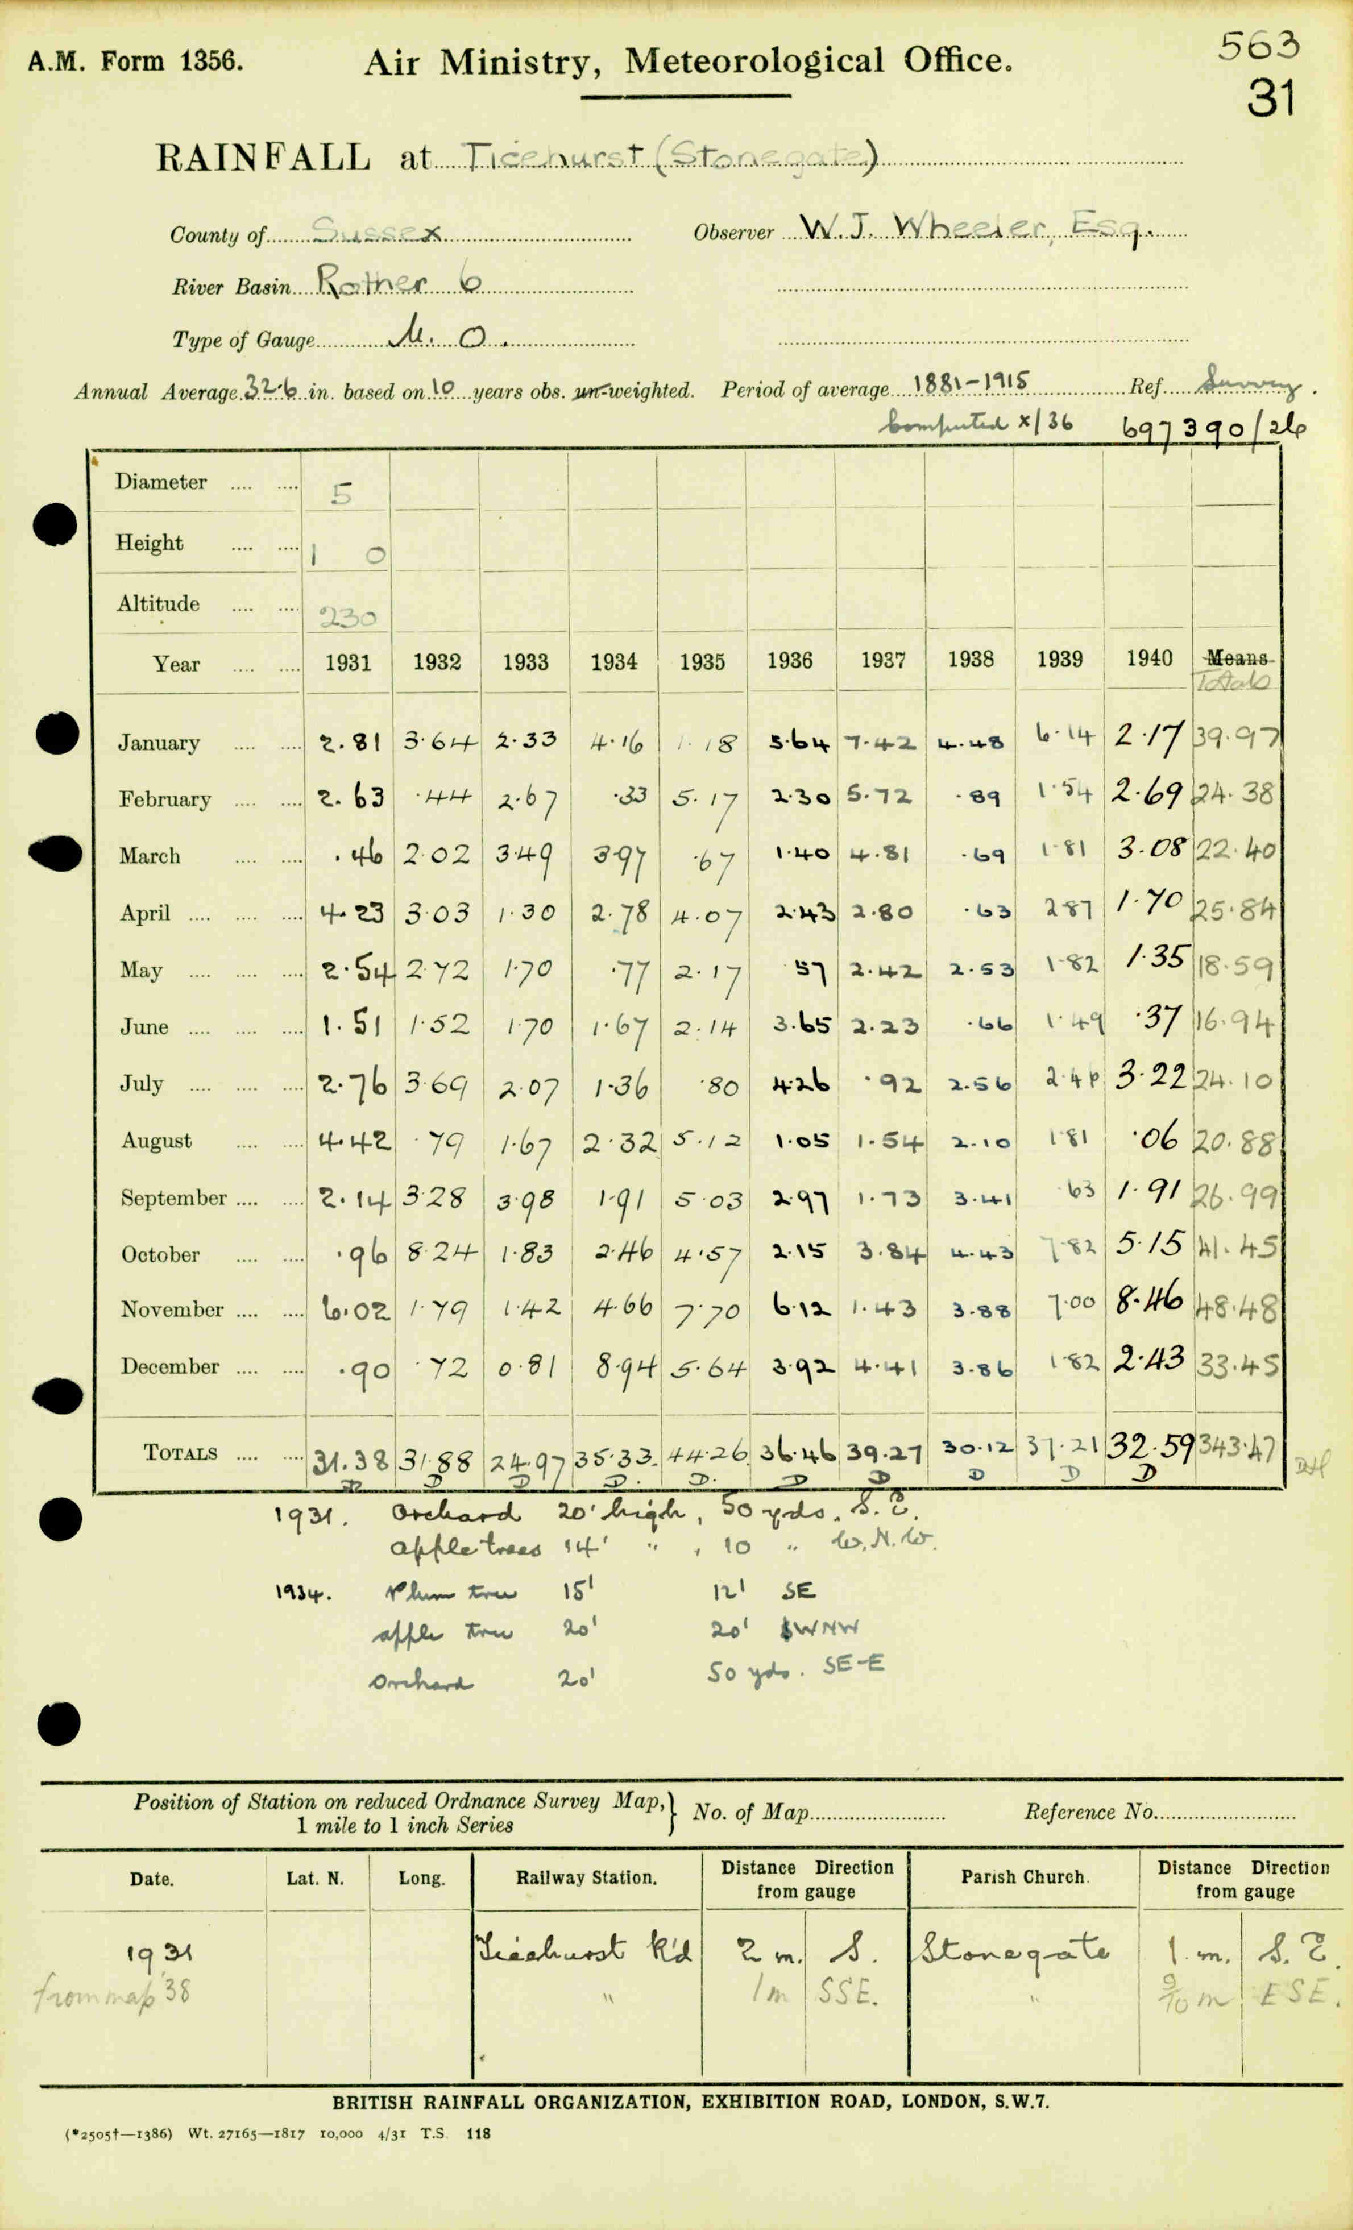 563
A.M. Form 1356. Air Ministry, Meteorological Office.
31
RAINFALL at Ticehurst (Stonegate)
County of Sussex Observer W.J. Wheeler, Esq.
River Basin Rother 6
Type of Gauge M.O.
Annual Average 32.6 in. based on 10 years obs. un-weighted. Period of average 1881-1915 Ref. Survey.
Computed x/36 697390/26
Diameter .... .... 5
Height .... .... 1 0
Altitude .... .... 230
Year .... .... 1931 1932 1933 1934 1935 1936 1937 1938 1939 1940 Means
Totals
January .... .... 2.81 3.64 2.33 4.16 1.18 5.64 7.42 4.48 6.14 2.17 39.97
February .... .... 2.63 .44 2.67 .33 5.17 2.30 5.72 .89 1.54 2.69 24.38
March .... .... .46 2.02 3.49 3.97 .67 1.40 4.81 .69 1.81 3.08 22.40
April .... .... .... 4.23 3.03 1.30 2.78 4.07 2.43 2.80 .63 2.87 1.70 25.84
May .... .... .... 2.54 2.72 1.70 .77 2.17 .57 2.42 2.53 1.82 1.35 18.59
June .... .... .... 1.51 1.52 1.70 1.67 2.14 3.65 2.23 .66 1.49 .37 16.94
July .... .... .... 2.76 3.69 2.07 1.36 .80 4.26 .92 2.56 2.46 3.22 24.10
August .... .... 4.42 .79 1.67 2.32 5.12 1.05 1.54 2.10 1.81 .06 20.88
September .... .... 2.14 3.28 3.98 1.91 5.03 2.97 1.73 3.41 .63 1.91 26.99
October .... .... .96 8.24 1.83 2.46 4.57 2.15 3.84 4.43 7.82 5.15 41.45
November .... .... 6.02 1.79 1.42 4.66 7.70 6.12 1.43 3.88 7.00 8.46 48.48
December .... .... .90 .72 0.81 8.94 5.64 3.92 4.41 3.86 1.82 2.43 33.45
TOTALS .... .... 31.38 31.88 24.97 35.33 44.26 36.46 39.27 30.12 37.21 32.59 343.47
D D D D D D D D D D
1931. Orchard 20' high, 50 yds. S.E.
apple trees 14' " , 10 " W.N.W.
1934. Plum tree 15' 12' SE
apple tree 20' 20' WNW
Orchard 20' 50 yds. SE-E
Position of Station on reduced Ordnance Survey Map, 1 mile to 1 inch Series } No. of Map Reference No.
Date. Lat. N. Long. Railway Station. Distance Direction from gauge Parish Church. Distance Direction from gauge
1931 Ticehurst R'd 2 m. S. Stonegate 1 m. S.E.
from map '38 " 1m SSE. " 9/10 m ESE.
BRITISH RAINFALL ORGANIZATION, EXHIBITION ROAD, LONDON, S.W.7.
(*2505†—1386) Wt. 27165—1817 10,000 4/31 T.S. 118